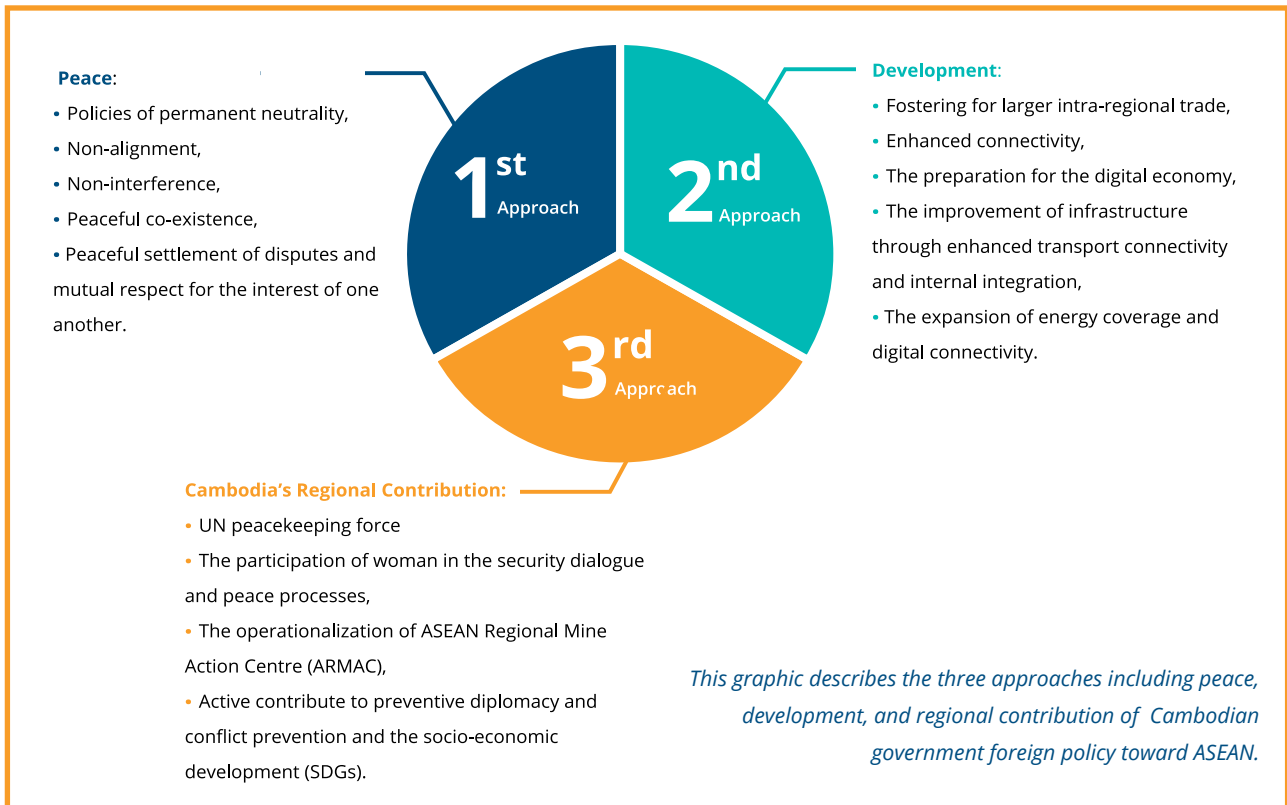 Peace:
• Policies of permanent neutrality,
• Non-alignment,
• Non-interference,
• Peaceful co-existence,
• Peaceful settlement of disputes and
mutual respect for the interest of one
another.
1st
Approach
2nd
Approach
Development:
• Fostering for larger intra-regional trade,
• Enhanced connectivity,
• The preparation for the digital economy,
• The improvement of infrastructure
through enhanced transport connectivity
and internal integration,
• The expansion of energy coverage and
digital connectivity.
3rd
Approach
Cambodia’s Regional Contribution:
• UN peacekeeping force
• The participation of woman in the security dialogue
and peace processes,
• The operationalization of ASEAN Regional Mine
Action Centre (ARMAC),
• Active contribute to preventive diplomacy and
conflict prevention and the socio-economic
development (SDGs).
This graphic describes the three approaches including peace,
development, and regional contribution of Cambodian
government foreign policy toward ASEAN.